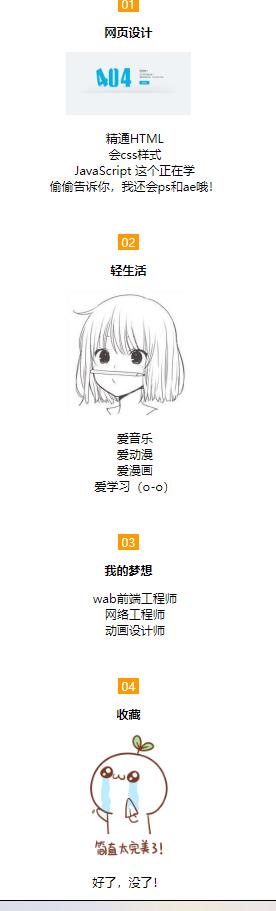 01
网页设计
404
精通HTML
会css样式
JavaScript 这个正在学
偷偷告诉你，我还会ps和ae哦！
02
轻生活
爱音乐
爱动漫
爱漫画
爱学习（o-o）
03
我的梦想
wab前端工程师
网络工程师
动画设计师
04
收藏
简直太完美了！
好了，没了！